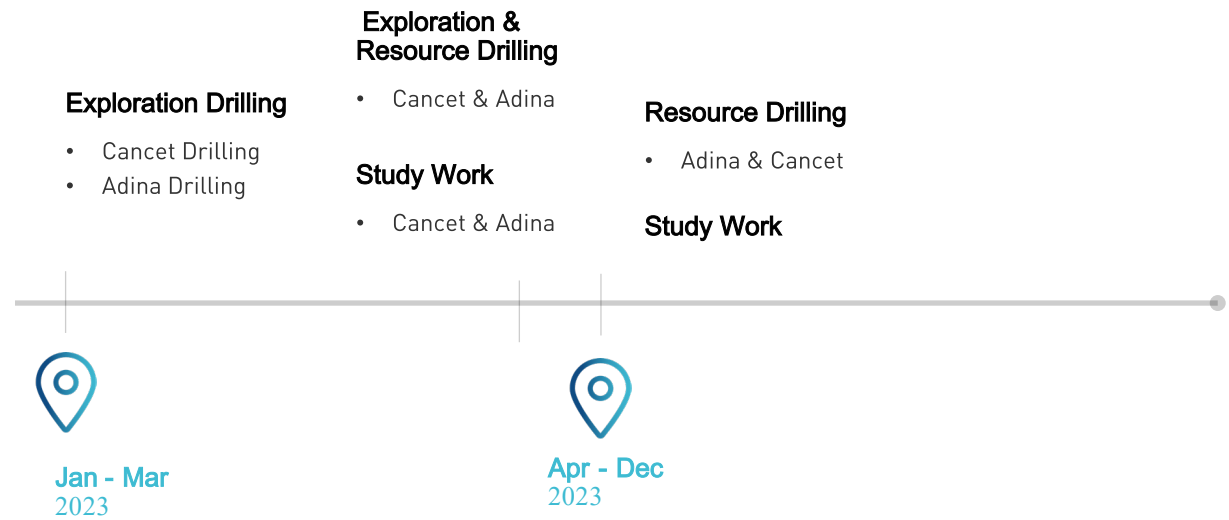 Exploration Drilling
• Cancet Drilling
• Adina Drilling
Exploration &
Resource Drilling
• Cancet & Adina
Study Work
• Cancet & Adina
Resource Drilling
• Adina & Cancet
Study Work
Jan - Mar
2023
Apr - Dec
2023